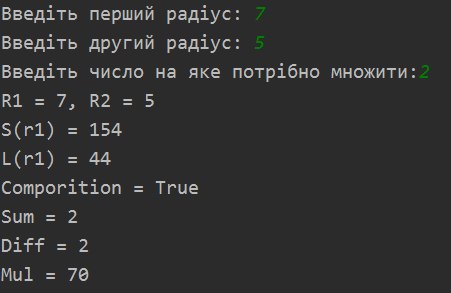 Введіть перший радіус: 7
Введіть другий радіус: 5
Введіть число на яке потрібно множити:2
R1 = 7, R2 = 5
S(r1) = 154
L(r1) = 44
Comporition = True
Sum = 2
Diff = 2
Mul = 70